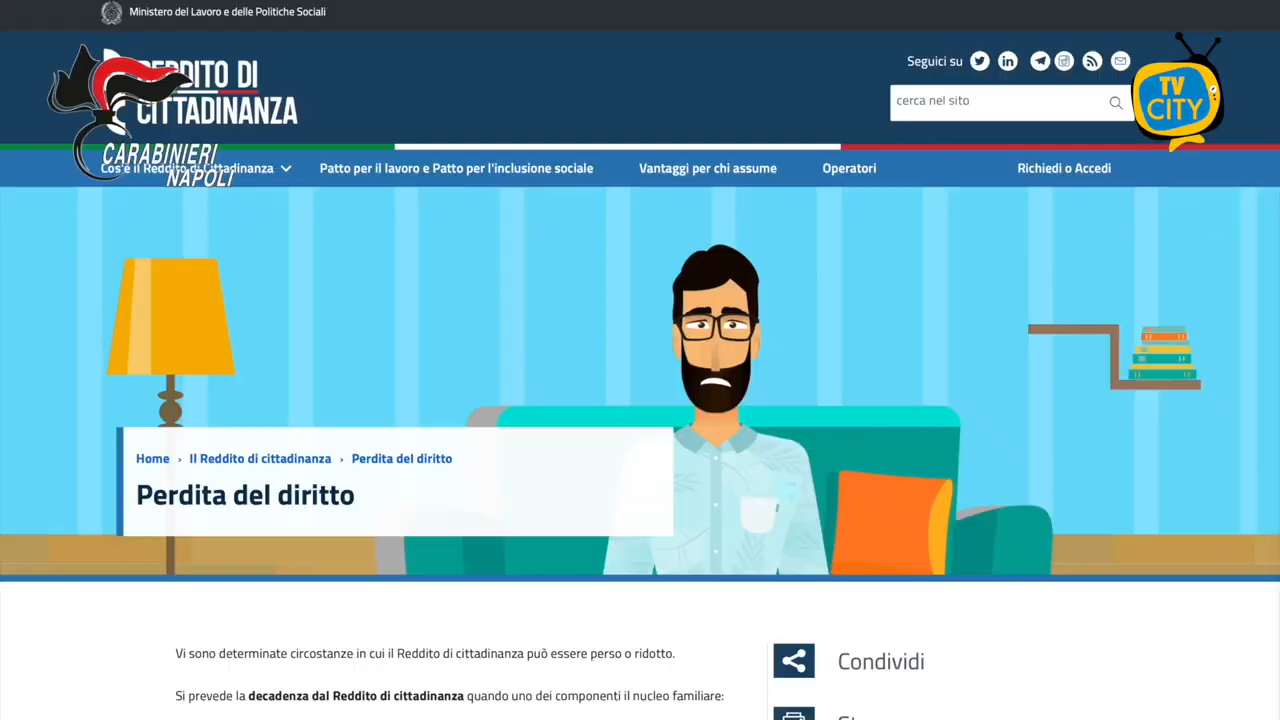 Ministero del Lavoro e delle Politiche Sociali
REDDITO DI
CITTADINANZA
Seguici su
cerca nel sito
TV
CITY
CARABINIERI
NAPOLI
Cos'è il Reddito di Cittadinanza
Patto per il lavoro e Patto per l'inclusione sociale
Vantaggi per chi assume
Operatori
Richiedi o Accedi
Home › Il Reddito di cittadinanza › Perdita del diritto
Perdita del diritto
Vi sono determinate circostanze in cui il Reddito di cittadinanza può essere perso o ridotto.
Condividi
Si prevede la decadenza dal Reddito di cittadinanza quando uno dei componenti il nucleo familiare: